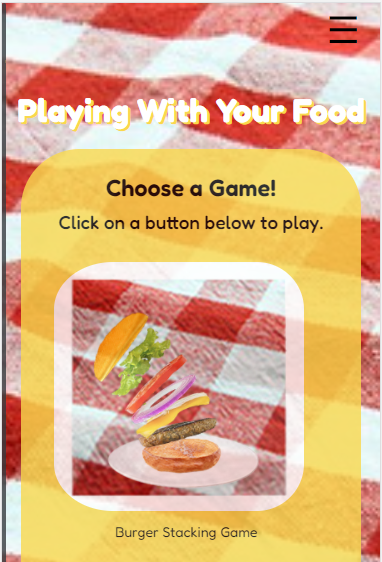 Playing With Your Food
Choose a Game!
Click on a button below to play.
Burger Stacking Game